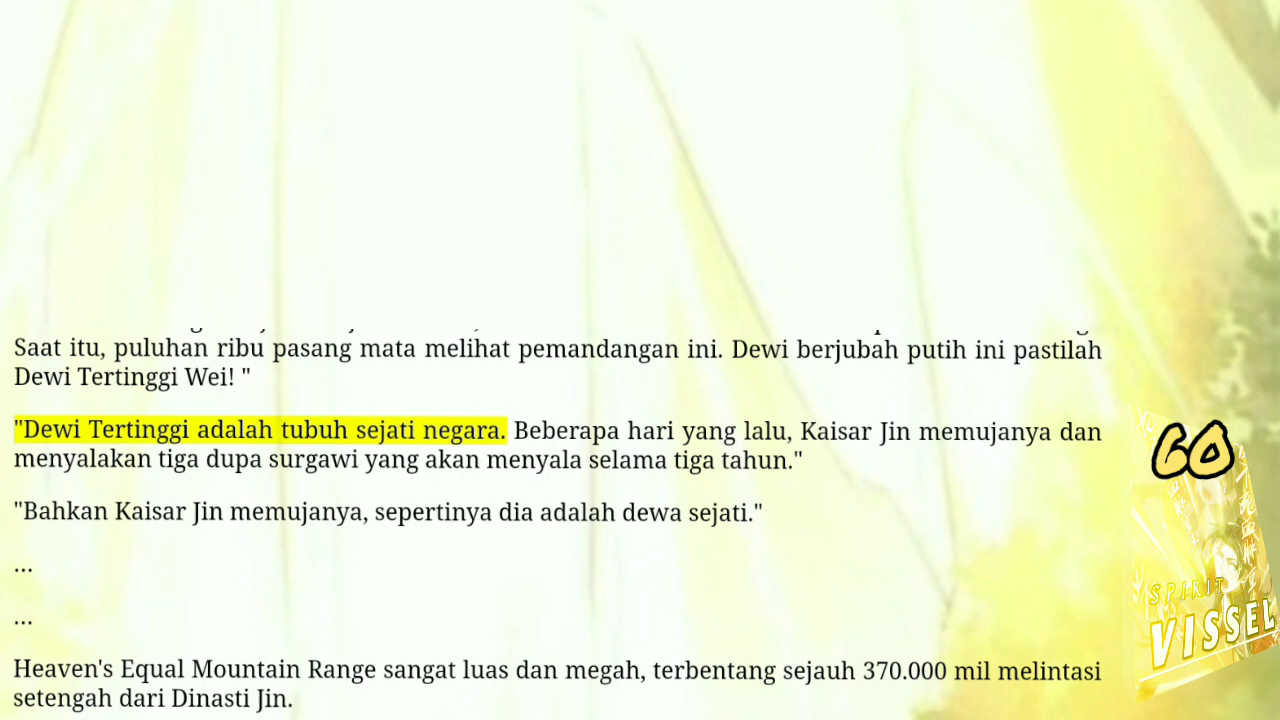 Saat itu, puluhan ribu pasang mata melihat pemandangan ini. Dewi berjubah putih ini pastilah
Dewi Tertinggi Wei! "
"Dewi Tertinggi adalah tubuh sejati negara. Beberapa hari yang lalu, Kaisar Jin memujanya dan
menyalakan tiga dupa surgawi yang akan menyala selama tiga tahun."
"Bahkan Kaisar Jin memujanya, sepertinya dia adalah dewa sejati."
...
...
Heaven's Equal Mountain Range sangat luas dan megah, terbentang sejauh 370.000 mil melintasi
setengah dari Dinasti Jin.
60
SPIRIT
VISSEL